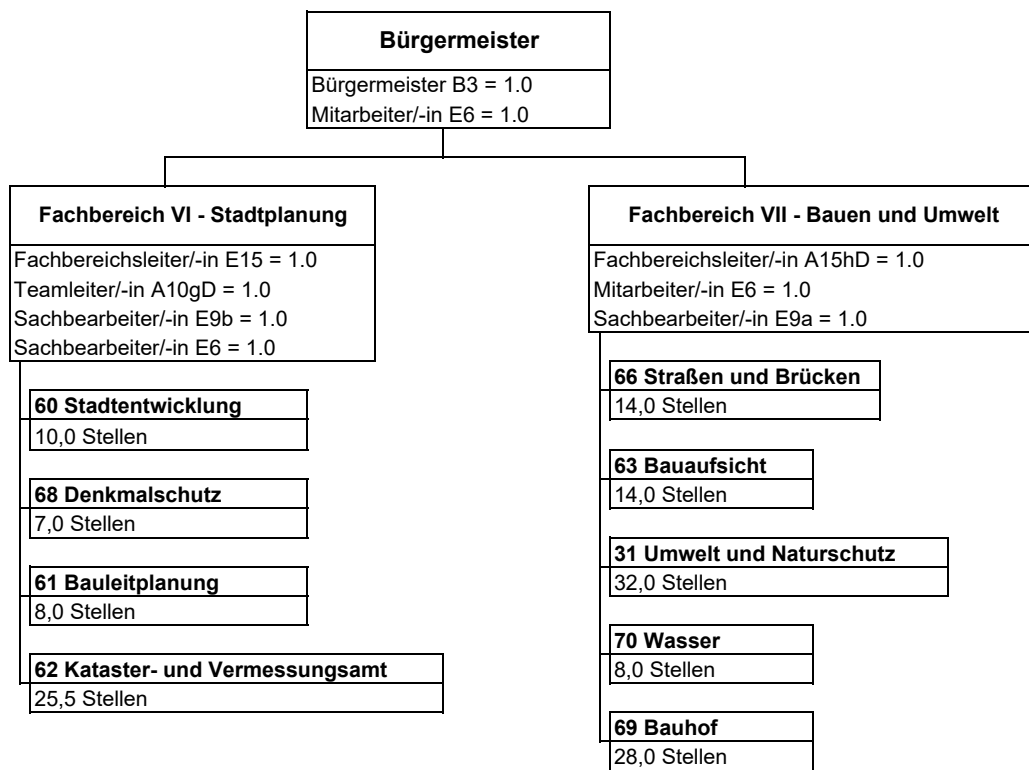 Bürgermeister
Bürgermeister B3 = 1.0
Mitarbeiter/-in E6 = 1.0
Fachbereich VI - Stadtplanung
Fachbereichsleiter/-in E15 = 1.0
Teamleiter/-in A10gD = 1.0
Sachbearbeiter/-in E9b = 1.0
Sachbearbeiter/-in E6 = 1.0
60 Stadtentwicklung
10,0 Stellen
68 Denkmalschutz
7,0 Stellen
61 Bauleitplanung
8,0 Stellen
62 Kataster- und Vermessungsamt
25,5 Stellen
Fachbereich VII - Bauen und Umwelt
Fachbereichsleiter/-in A15hD = 1.0
Mitarbeiter/-in E6 = 1.0
Sachbearbeiter/-in E9a = 1.0
66 Straßen und Brücken
14,0 Stellen
63 Bauaufsicht
14,0 Stellen
31 Umwelt und Naturschutz
32,0 Stellen
70 Wasser
8,0 Stellen
69 Bauhof
28,0 Stellen